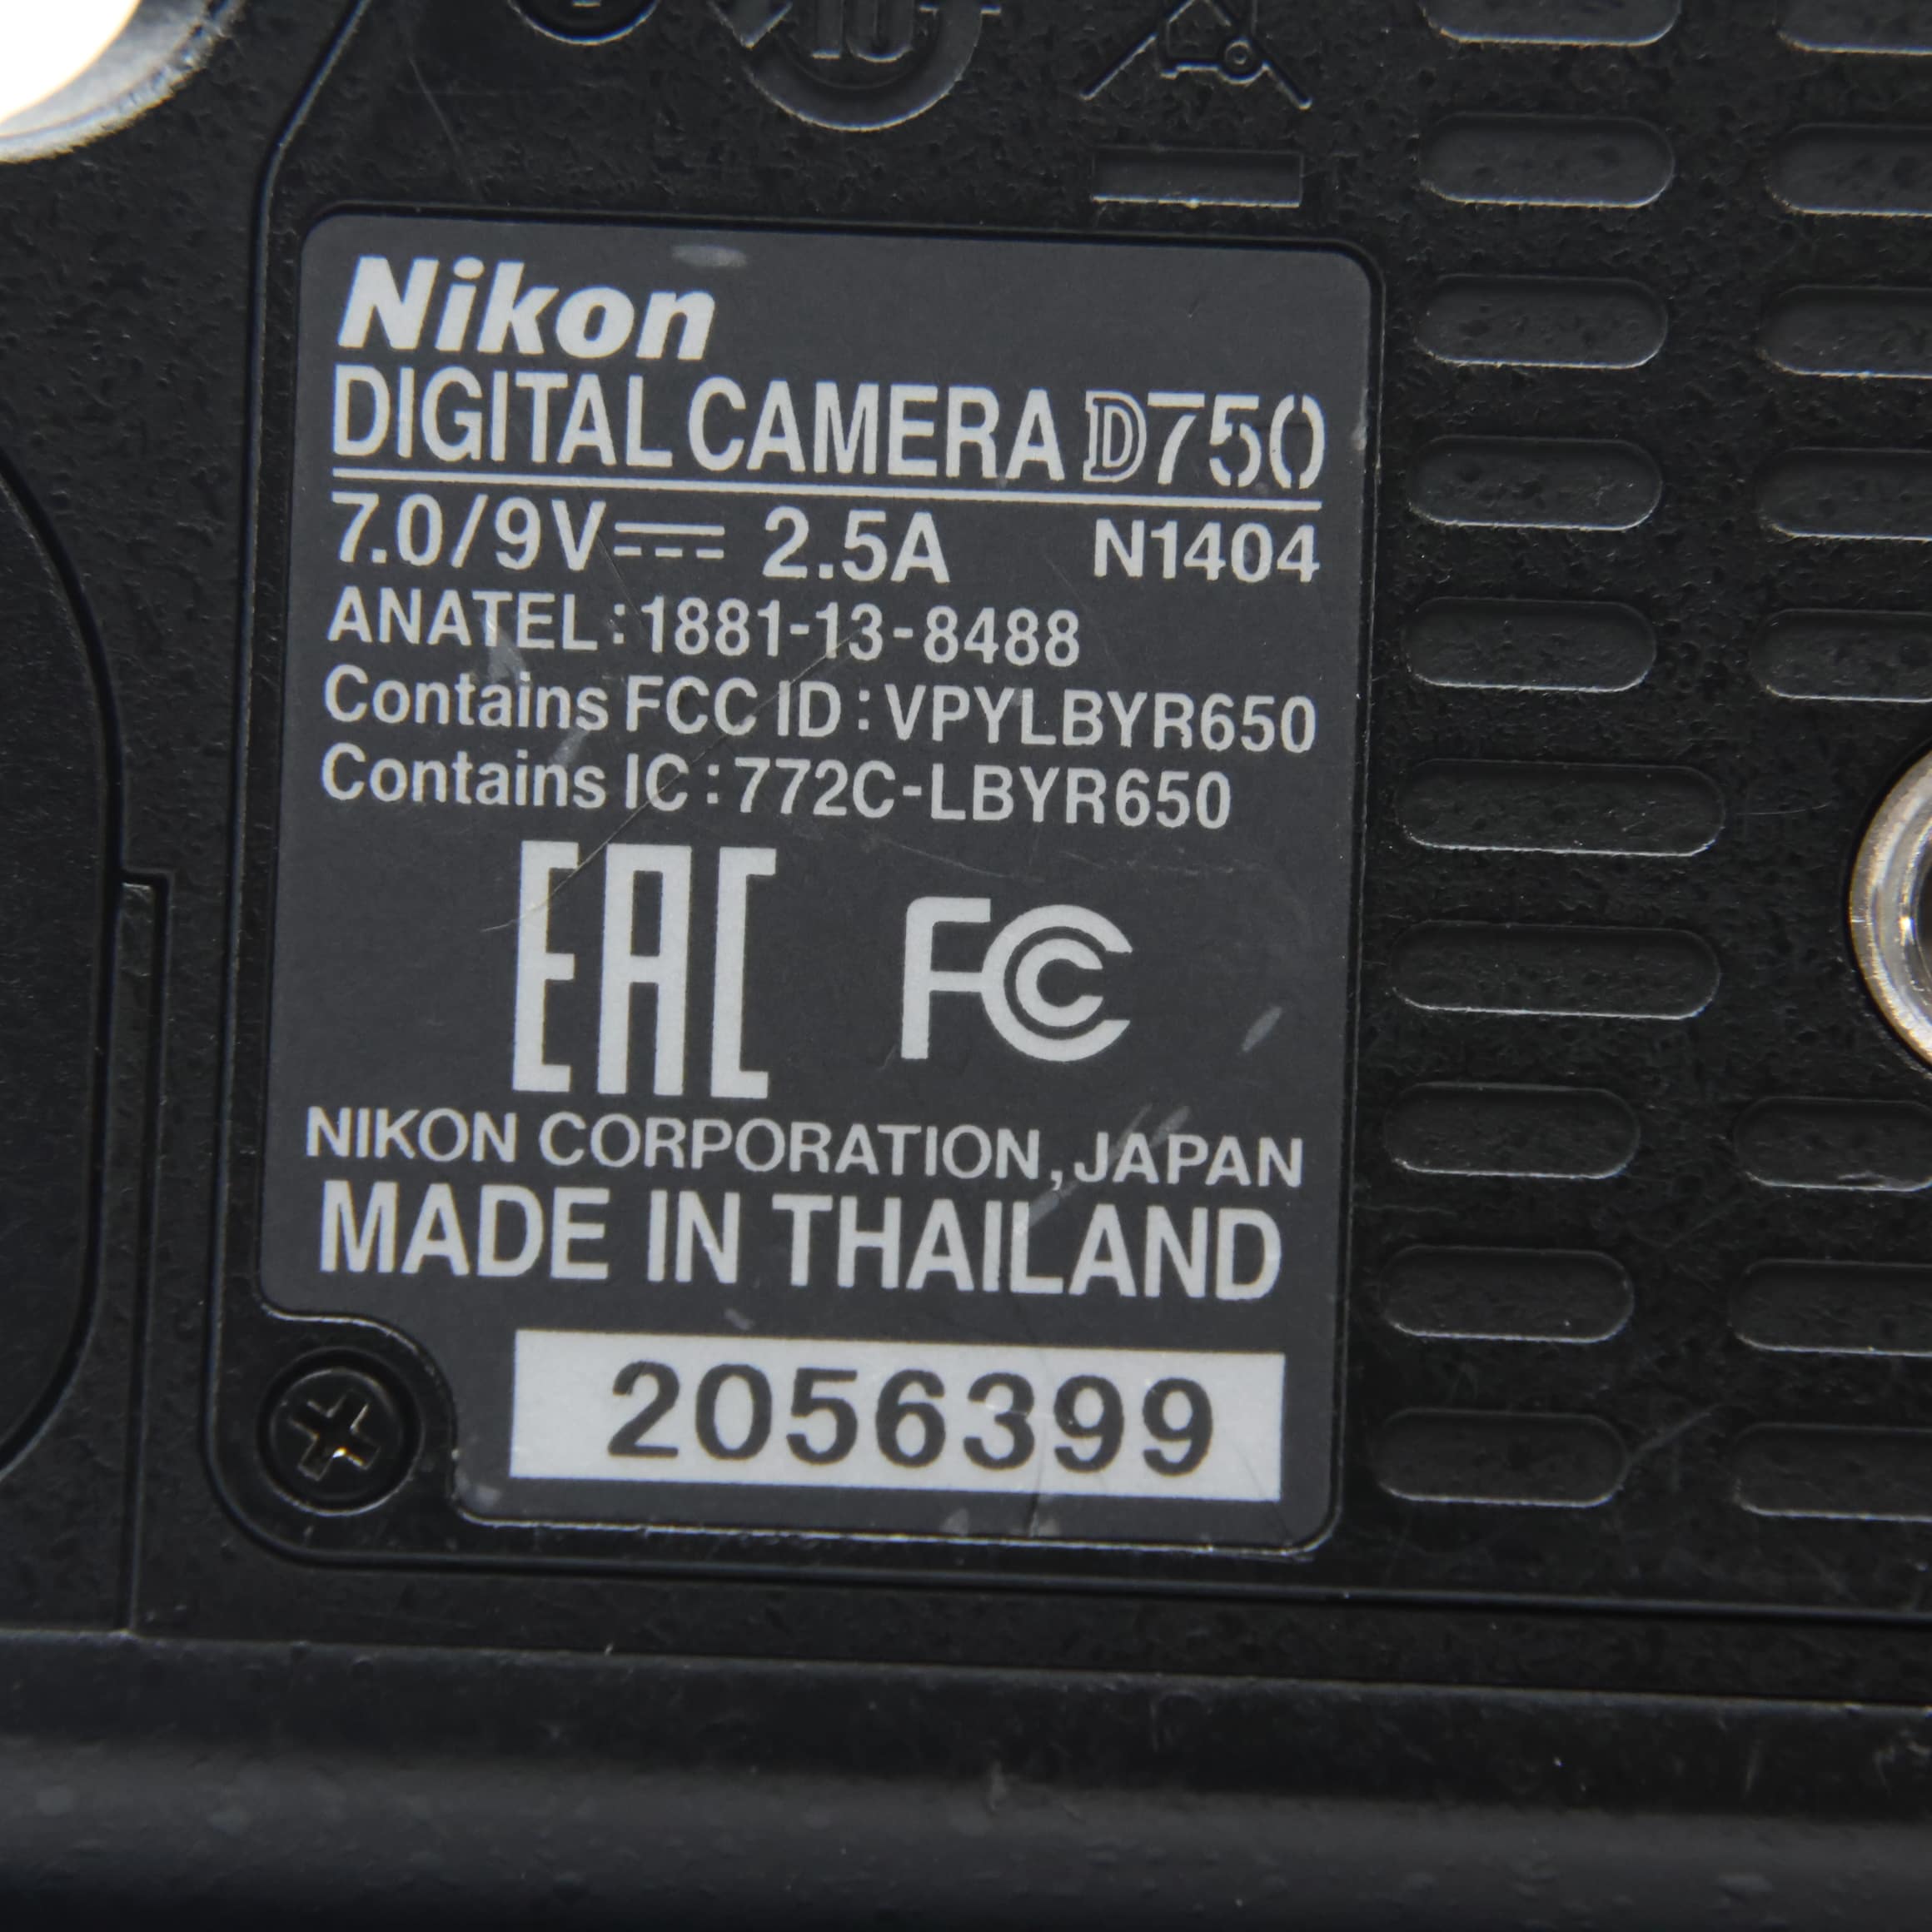 10
Nikon
DIGITAL CAMERA D750
7.0/9V⎓ 2.5A N1404
ANATEL:1881-13-8488
Contains FCC ID:VPYLBYR650
Contains IC:772C-LBYR650
EAC FC
NIKON CORPORATION, JAPAN
MADE IN THAILAND
2056399